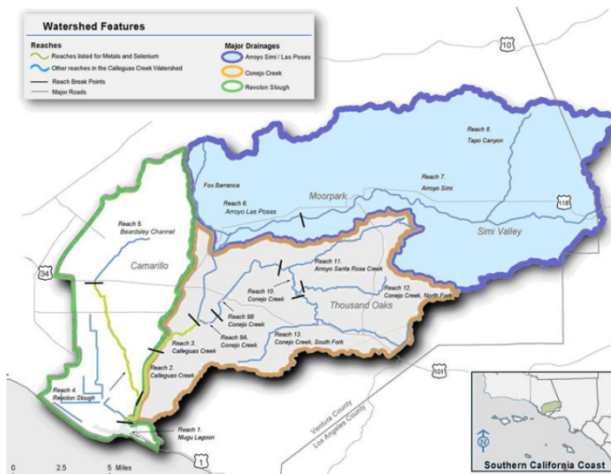 Watershed Features
Reaches
Reaches listed for Metals and Selenium
Other reaches in the Calleguas Creek Watershed
Reach Break Points
Major Roads
Major Drainages
Arroyo Simi / Las Posas
Conejo Creek
Revolon Slough
10
Reach 8.
Tapo Canyon
Fox Barranca
Reach 7.
Arroyo Simi
Moorpark
Reach 6.
Arroyo Las Posas
118
Simi Valley
Reach 5.
Beardsley Channel
34
Camarillo
Reach 11.
Arroyo Santa Rosa Creek
Reach 10.
Conejo Creek
Reach 12.
Conejo Creek, North Fork
Thousand Oaks
Reach 9B
Conejo Creek
Reach 9A.
Conejo Creek
Reach 3.
Calleguas Creek
Reach 13.
Conejo Creek, South Fork
Reach 2.
Calleguas Creek
101
Reach 4.
Revolon Slough
Ventura County
Los Angeles County
Reach 1.
Mugu Lagoon
1
0 2.5 5 Miles
N
Southern California Coast